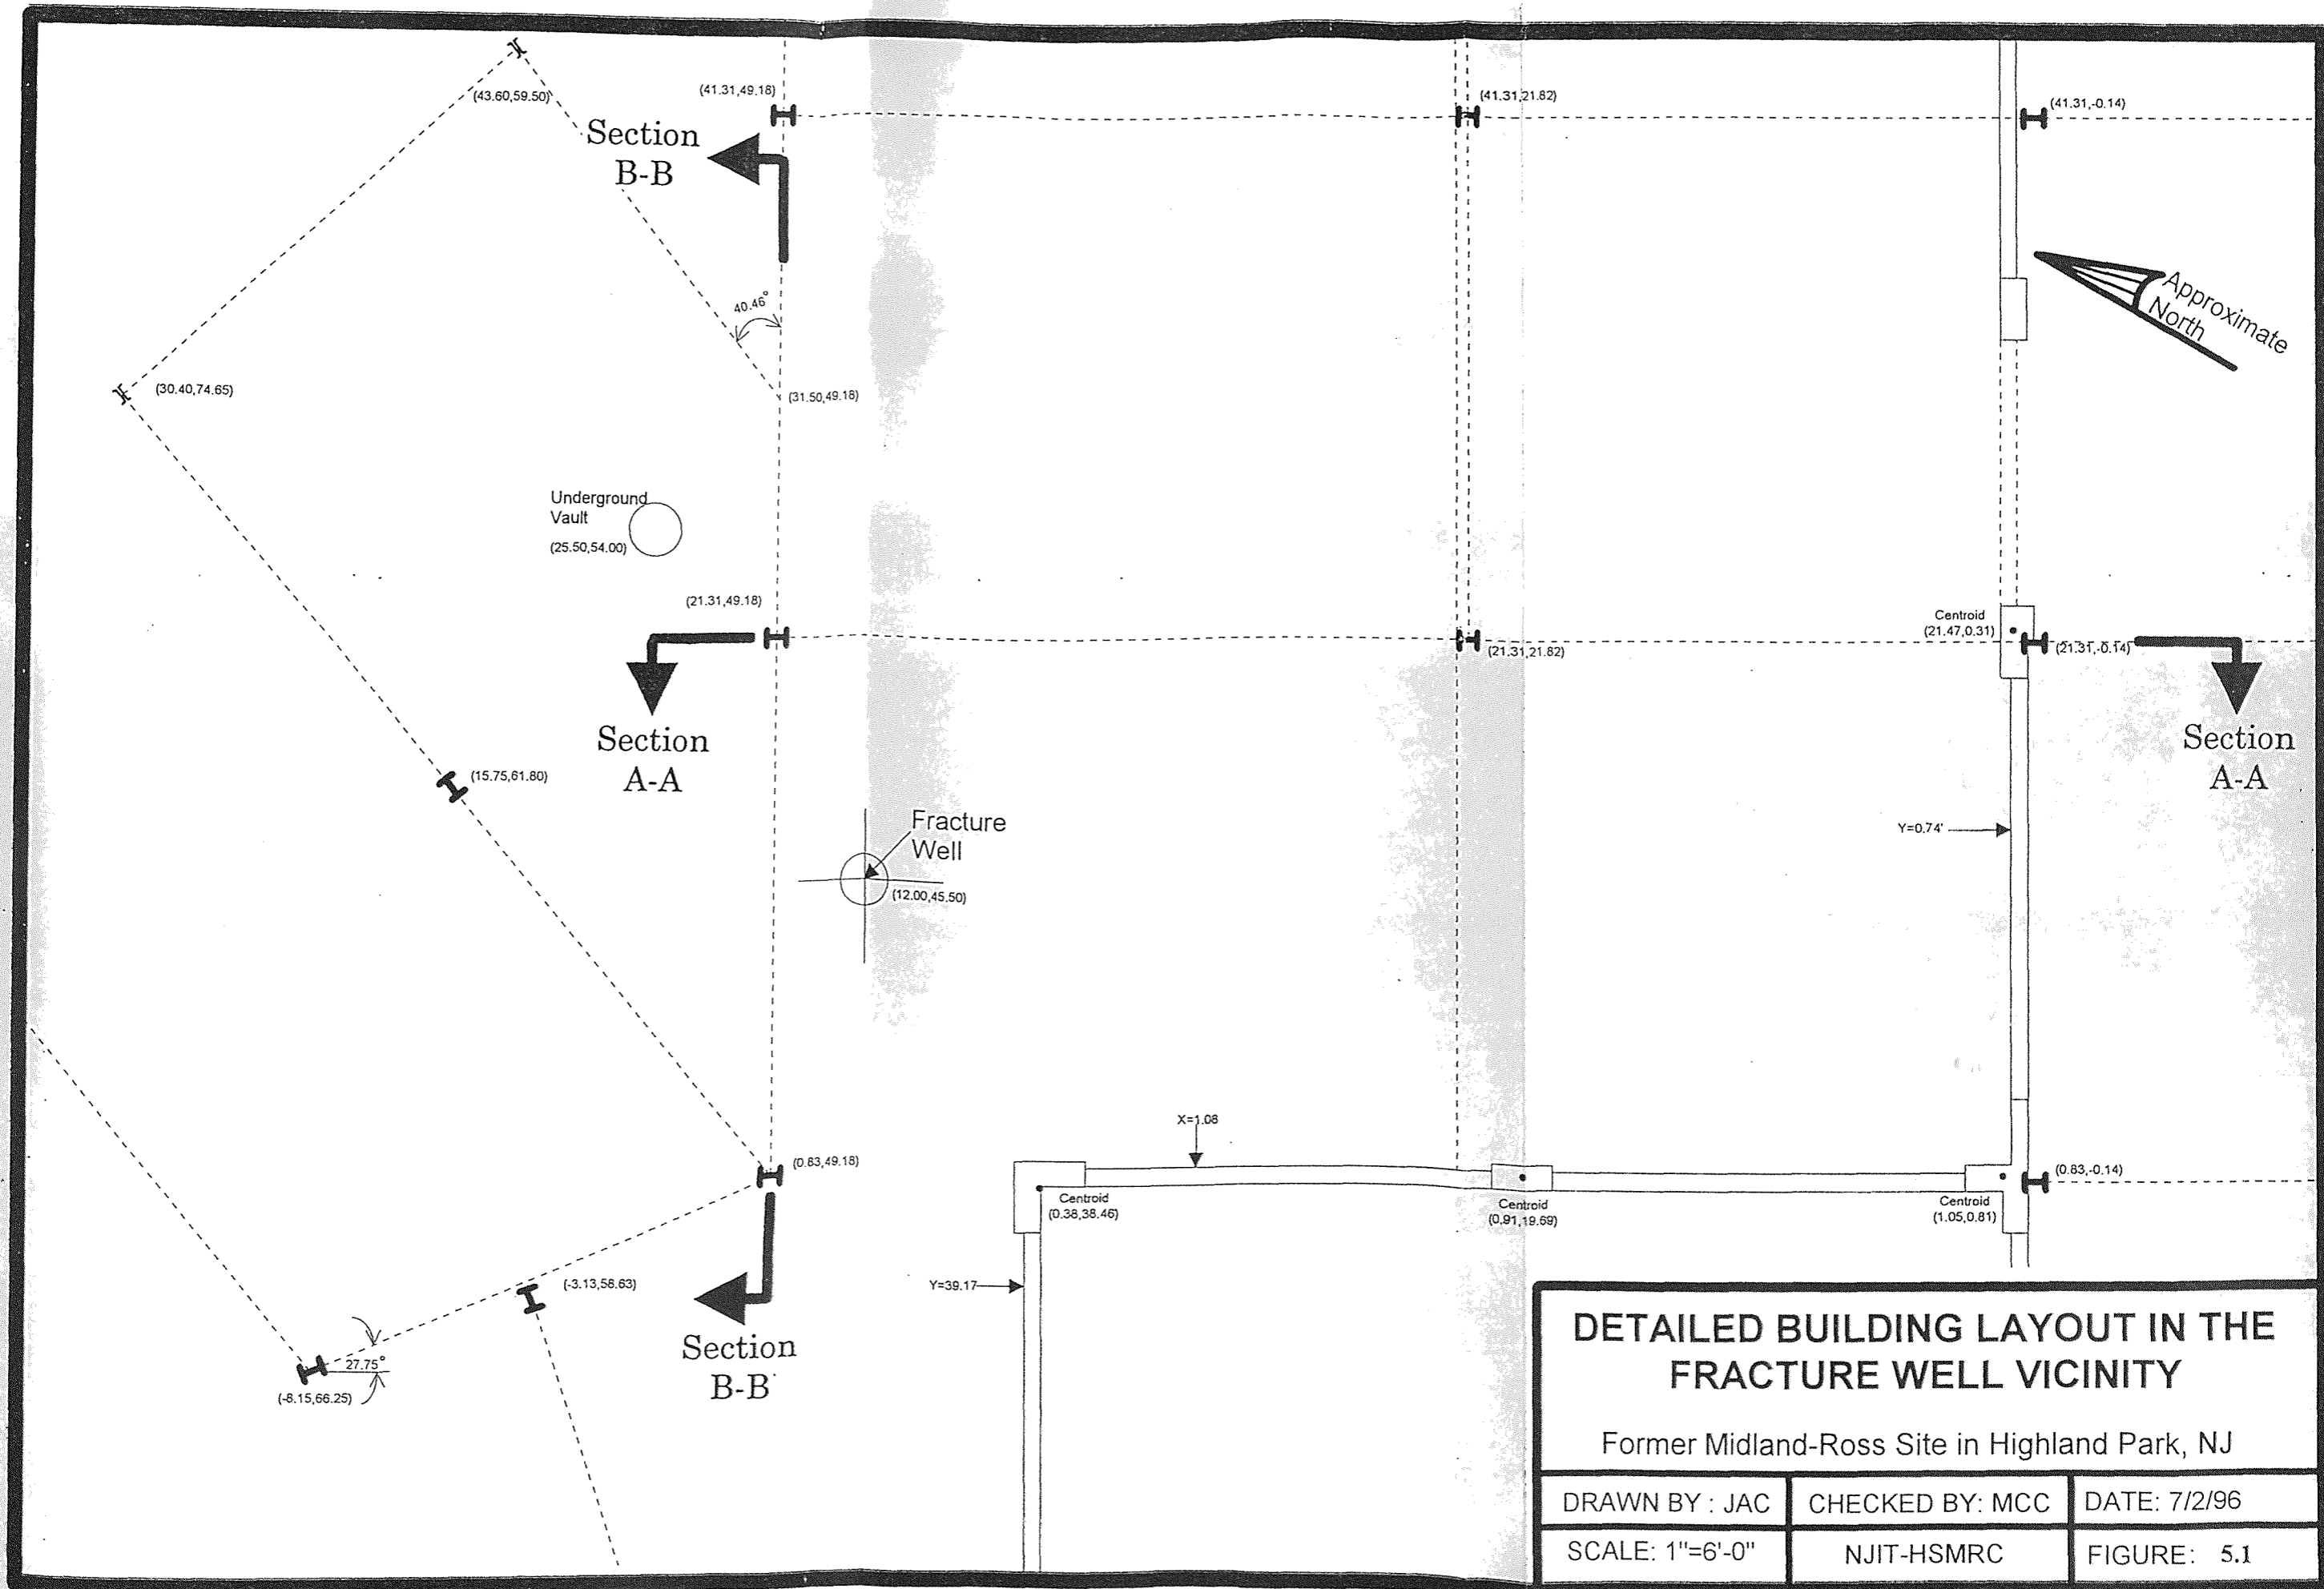 (43.60,59.50)
(41.31,49.18)
(41.31,21.82)
(41.31,-0.14)
Section
B-B
Approximate
North
40.46°
(30.40,74.65)
(31.50,49.18)
Underground
Vault
(25.50,54.00)
(21.31,49.18)
Centroid
(21.47,0.31)
(21.31,21.82)
(21.31,-0.14)
Section
A-A
Section
A-A
(15.75,61.80)
Fracture
Well
(12.00,45.50)
Y=0.74'
X=1.08
(0.83,49.18)
(0.83,-0.14)
Centroid
(0.38,38.46)
Centroid
(0.91,19.69)
Centroid
(1.05,0.81)
(-3.13,58.63)
Y=39.17
Section
B-B
27.75°
(-8.15,66.25)
DETAILED BUILDING LAYOUT IN THE
FRACTURE WELL VICINITY
Former Midland-Ross Site in Highland Park, NJ
DRAWN BY : JAC
CHECKED BY: MCC
DATE: 7/2/96
SCALE: 1"=6'-0"
NJIT-HSMRC
FIGURE: 5.1